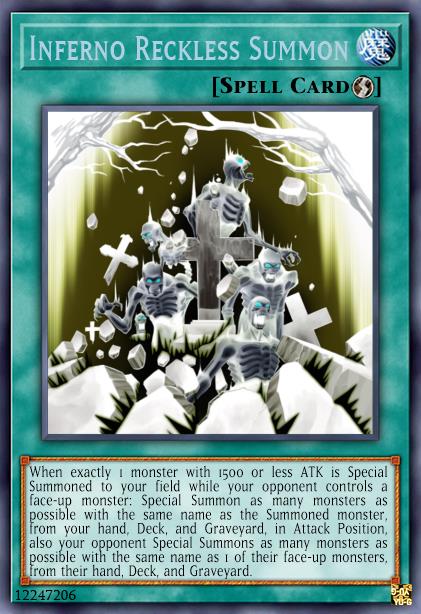 Inferno Reckless Summon
[Spell Card]
When exactly 1 monster with 1500 or less ATK is Special
Summoned to your field while your opponent controls a
face-up monster: Special Summon as many monsters as
possible with the same name as the Summoned monster,
from your hand, Deck, and Graveyard, in Attack Position,
also your opponent Special Summons as many monsters as
possible with the same name as 1 of their face-up monsters,
from their hand, Deck, and Graveyard.
12247206